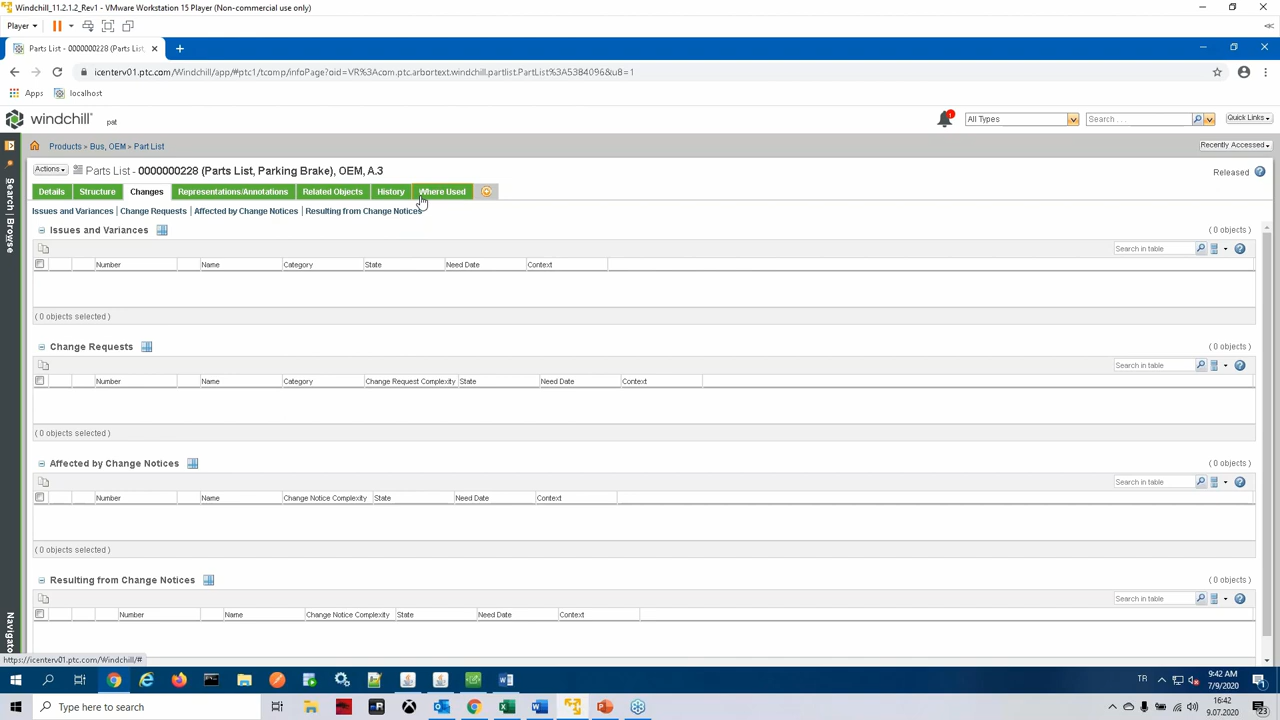 Windchill_11.2.1.2_Rev1 - VMware Workstation 15 Player (Non-commercial use only)
Player
Parts List - 0000000228 (Parts List,
icenterv01.ptc.com/Windchill/app/#ptc1/tcomp/infoPage?oid=VR%3Acom.ptc.arbortext.windchill.partlist.PartList%3A5384096&u8=1
Apps localhost
windchill pat All Types Search . . . Quick Links
Products > Bus, OEM > Part List Recently Accessed
Actions Parts List - 0000000228 (Parts List, Parking Brake), OEM, A.3 Released
Details Structure Changes Representations/Annotations Related Objects History Where Used
Search | Browse
Issues and Variances | Change Requests | Affected by Change Notices | Resulting from Change Notices
Issues and Variances ( 0 objects )
Search in table
Number Name Category State Need Date Context
( 0 objects selected )
Change Requests ( 0 objects )
Search in table
Number Name Category Change Request Complexity State Need Date Context
( 0 objects selected )
Affected by Change Notices ( 0 objects )
Search in table
Number Name Change Notice Complexity State Need Date Context
( 0 objects selected )
Resulting from Change Notices ( 0 objects )
Search in table
Number Name Change Notice Complexity State Need Date Context
https://icenterv01.ptc.com/Windchill/#
TR 9:42 AM
7/9/2020 1
Type here to search
16:42
9.07.2020 23